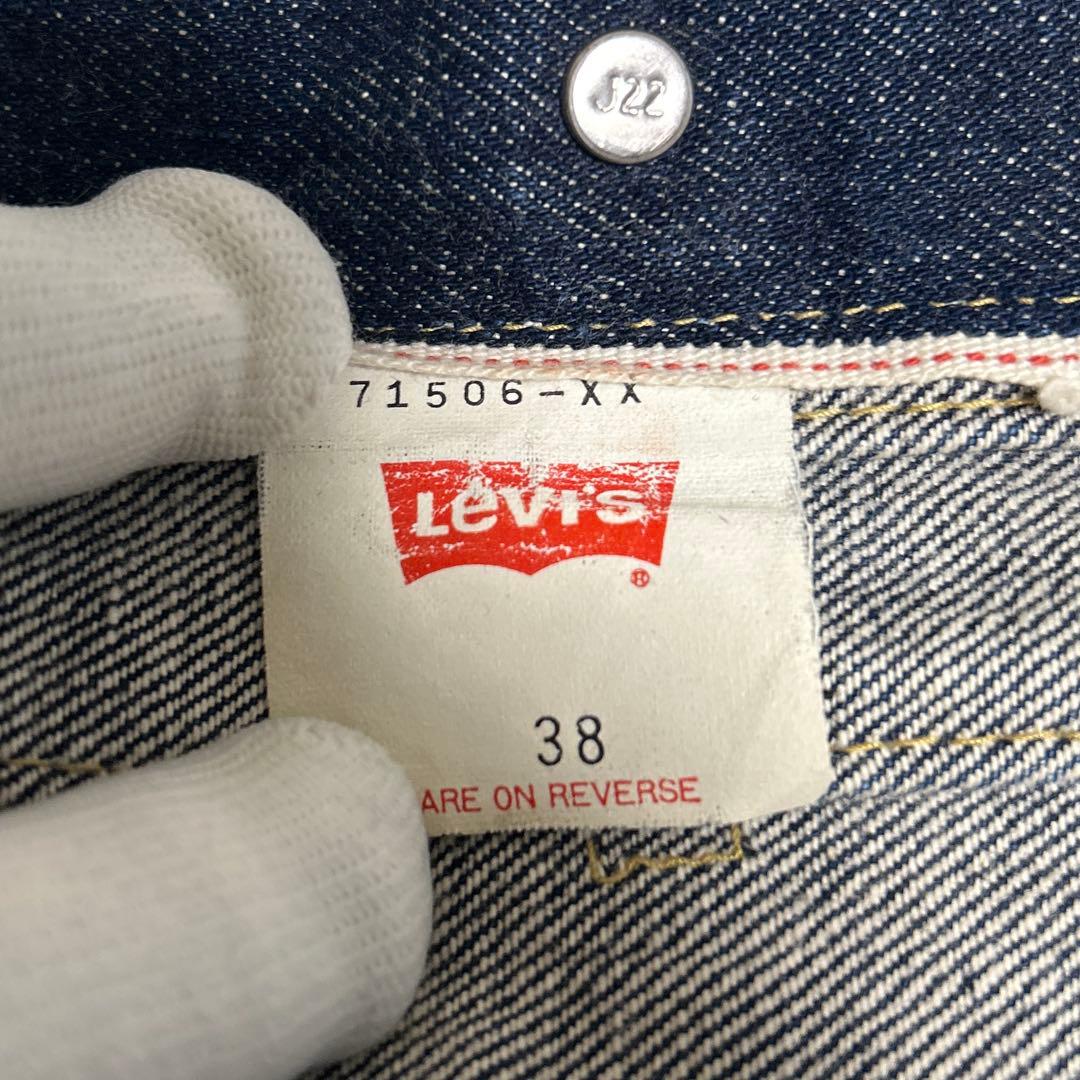 J22
71506-XX
Levi's
®
38
ARE ON REVERSE